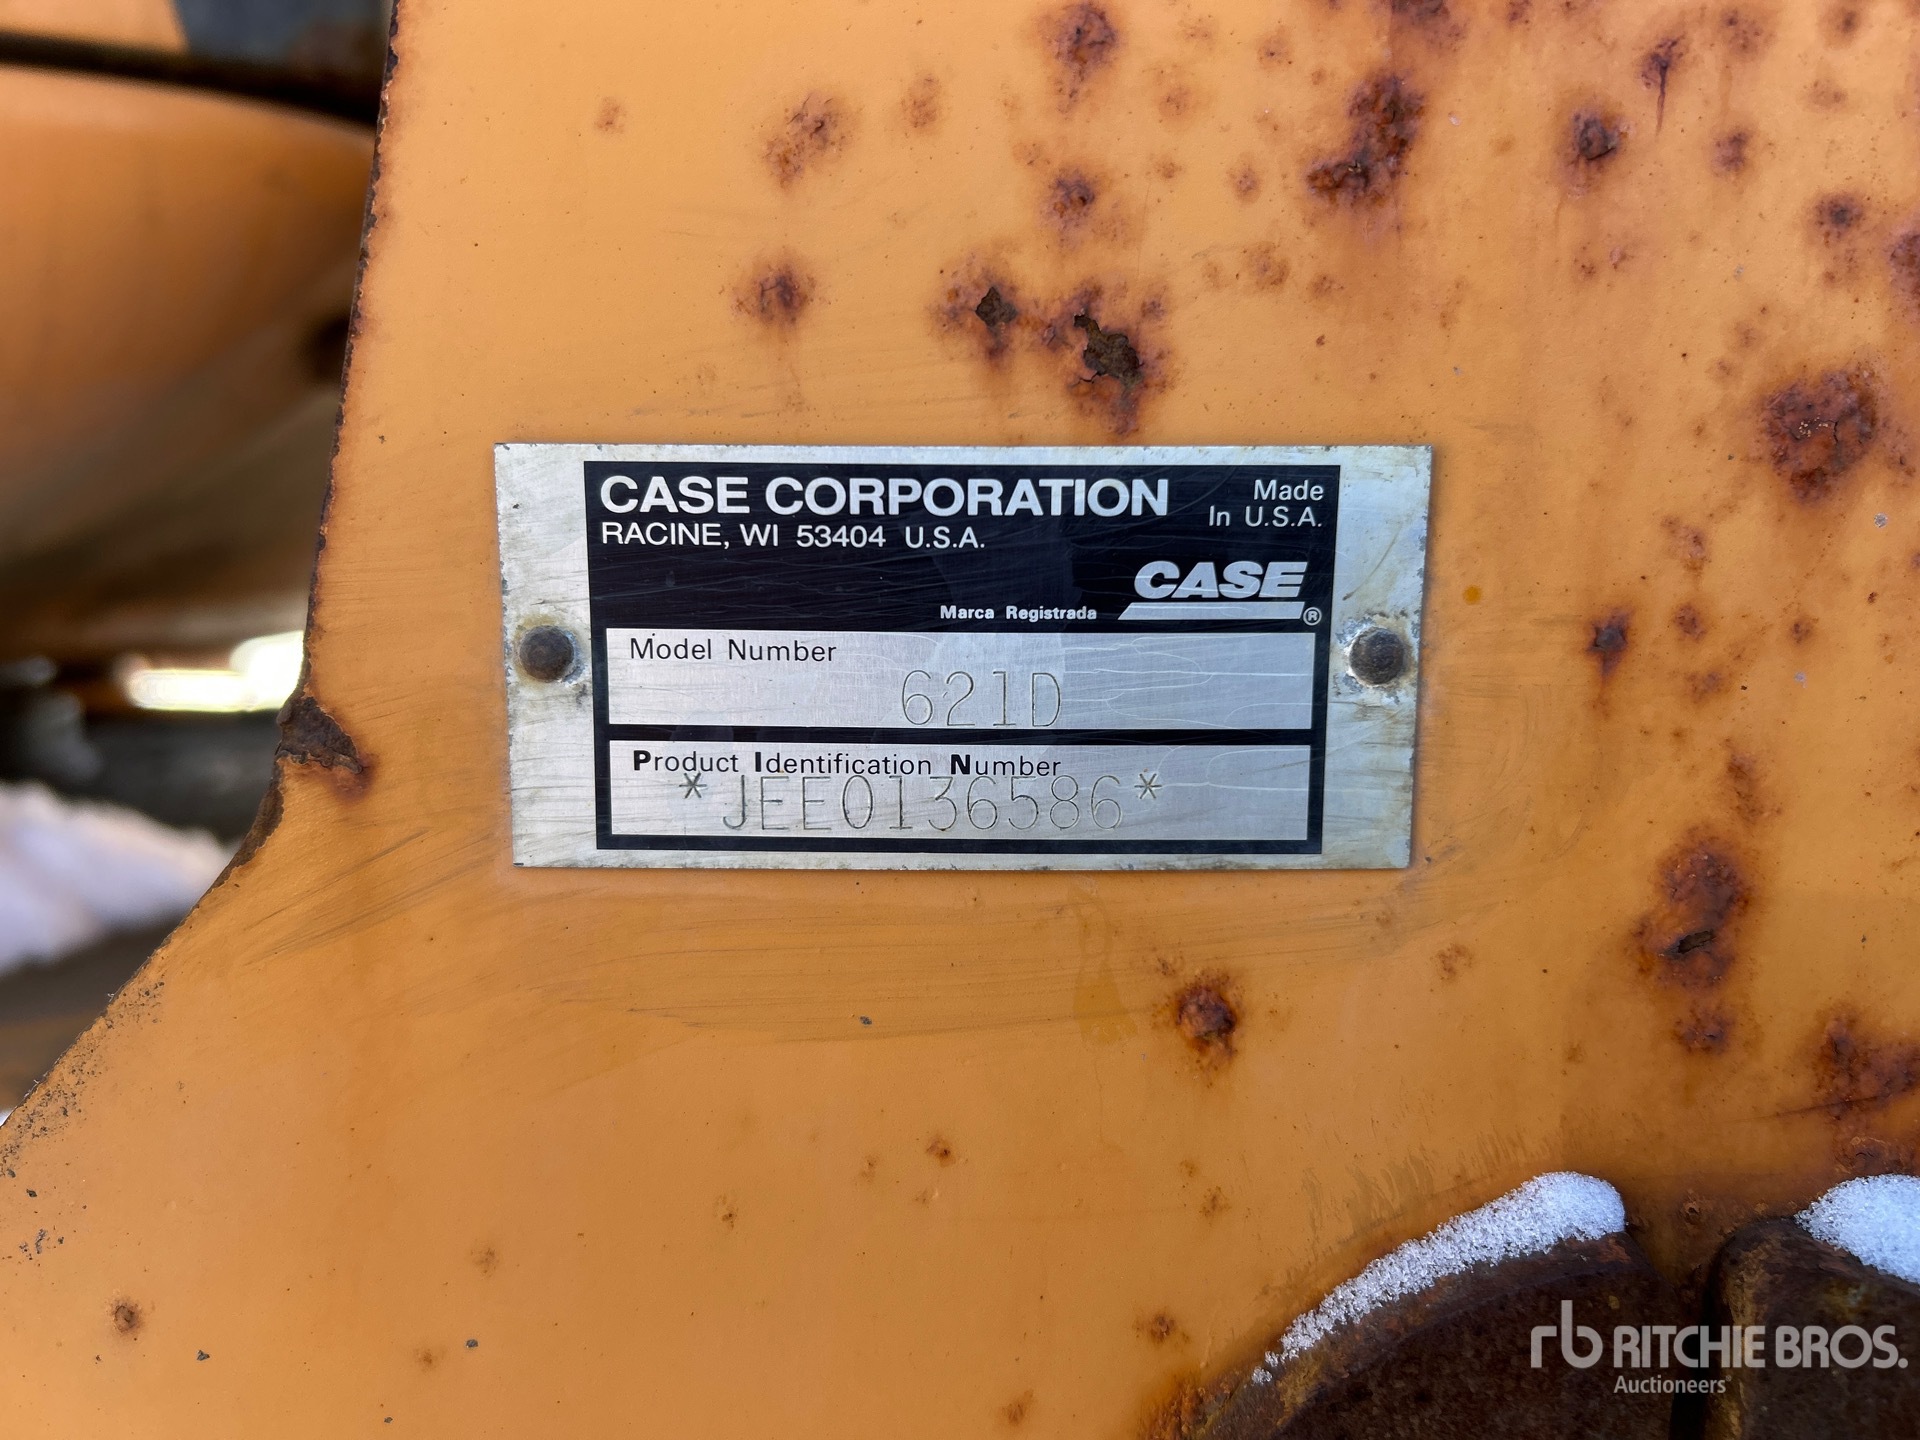 CASE CORPORATION
RACINE, WI 53404 U.S.A.
Made
In U.S.A.
CASE
Marca Registrada ®
Model Number
621D
Product Identification Number
*JEE0136586*
rb RITCHIE BROS.
Auctioneers